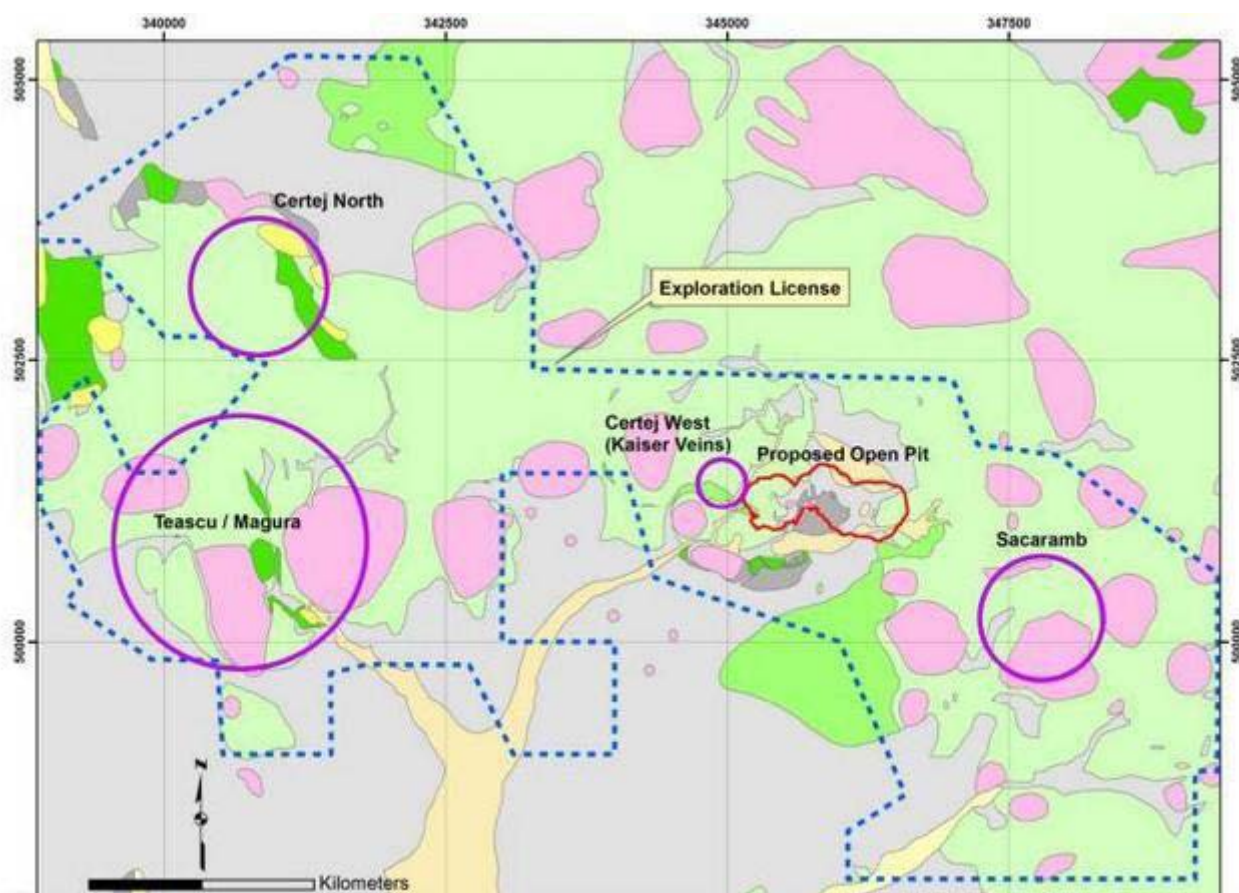 340000
342500
345000
347500
505000
505000
Certej North
Exploration License
502500
502500
Certej West
(Kaiser Veins)
Proposed Open Pit
Teascu / Magura
Sacaramb
500000
500000
N
Kilometers